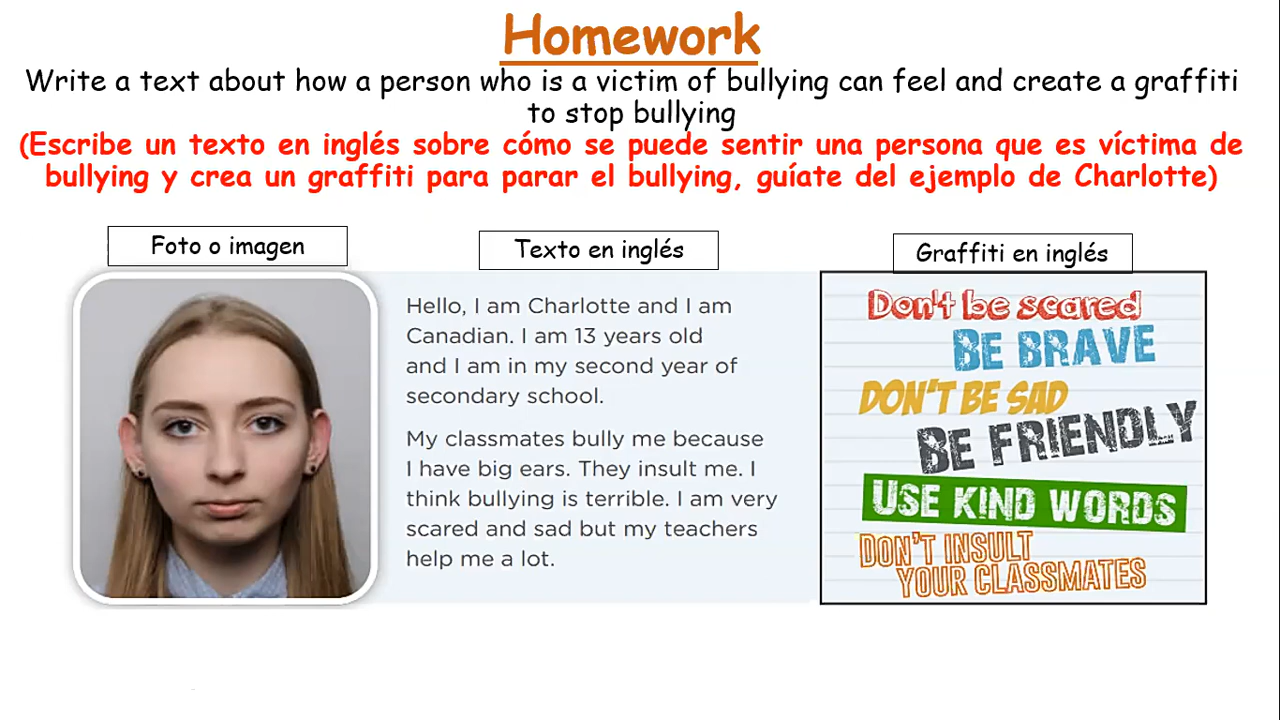 Homework
Write a text about how a person who is a victim of bullying can feel and create a graffiti
to stop bullying
(Escribe un texto en inglés sobre cómo se puede sentir una persona que es víctima de
bullying y crea un graffiti para parar el bullying, guíate del ejemplo de Charlotte)
Foto o imagen
Texto en inglés
Hello, I am Charlotte and I am
Canadian. I am 13 years old
and I am in my second year of
secondary school.
My classmates bully me because
I have big ears. They insult me. I
think bullying is terrible. I am very
scared and sad but my teachers
help me a lot.
Graffiti en inglés
Don't be scared
BE BRAVE
DON'T BE SAD
BE FRIENDLY
USE KIND WORDS
DON'T INSULT
YOUR CLASSMATES